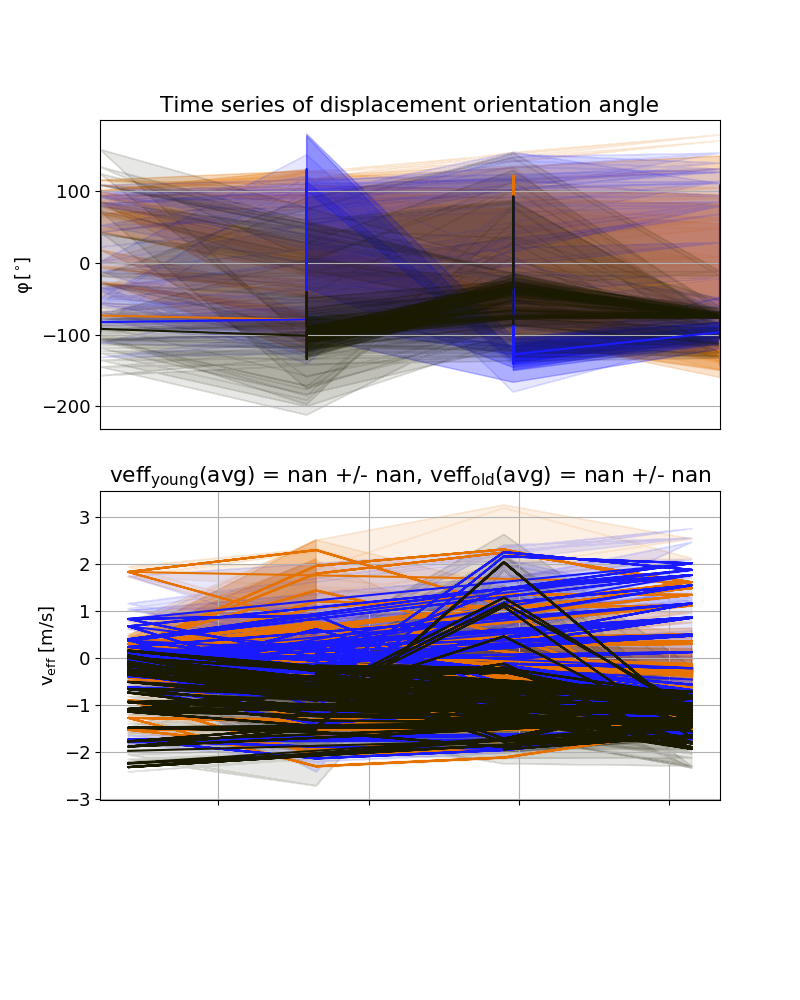 Time series of displacement orientation angle
φ [°]
100
0
−100
−200
veff_young(avg) = nan +/- nan, veff_old(avg) = nan +/- nan
v_eff [m/s]
3
2
1
0
−1
−2
−3